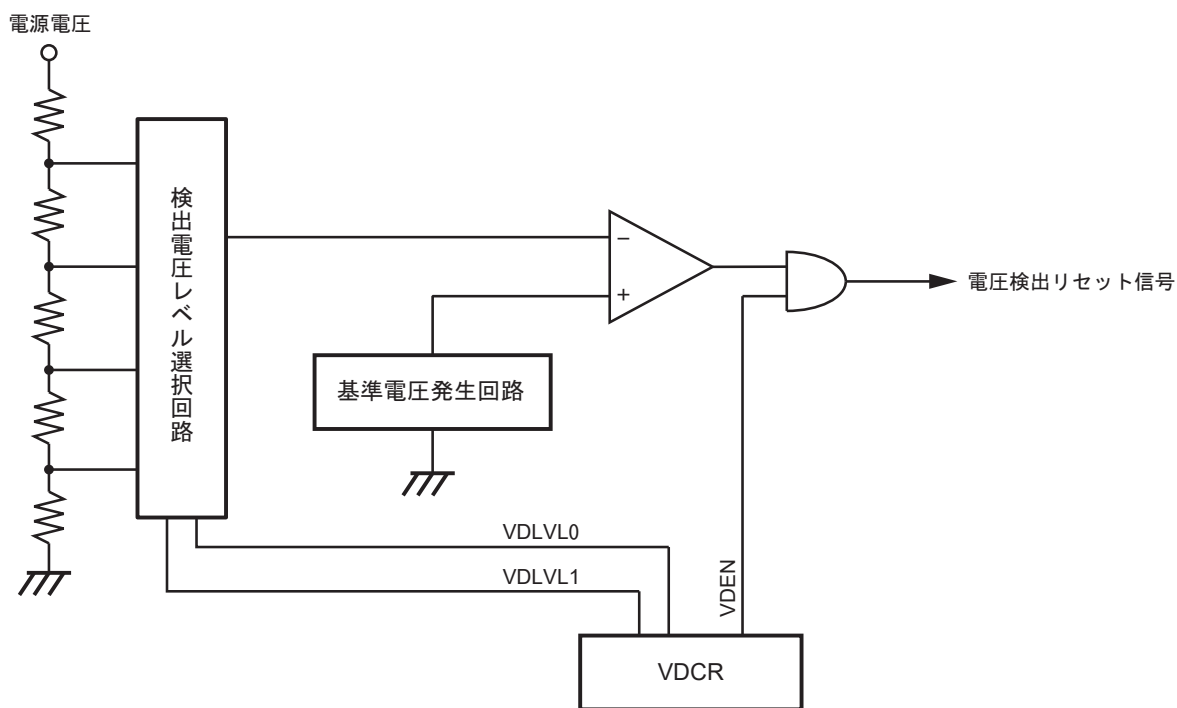 電源電圧
検出電圧レベル選択回路
−
+
電圧検出リセット信号
基準電圧発生回路
VDLVL0
VDLVL1
VDEN
VDCR